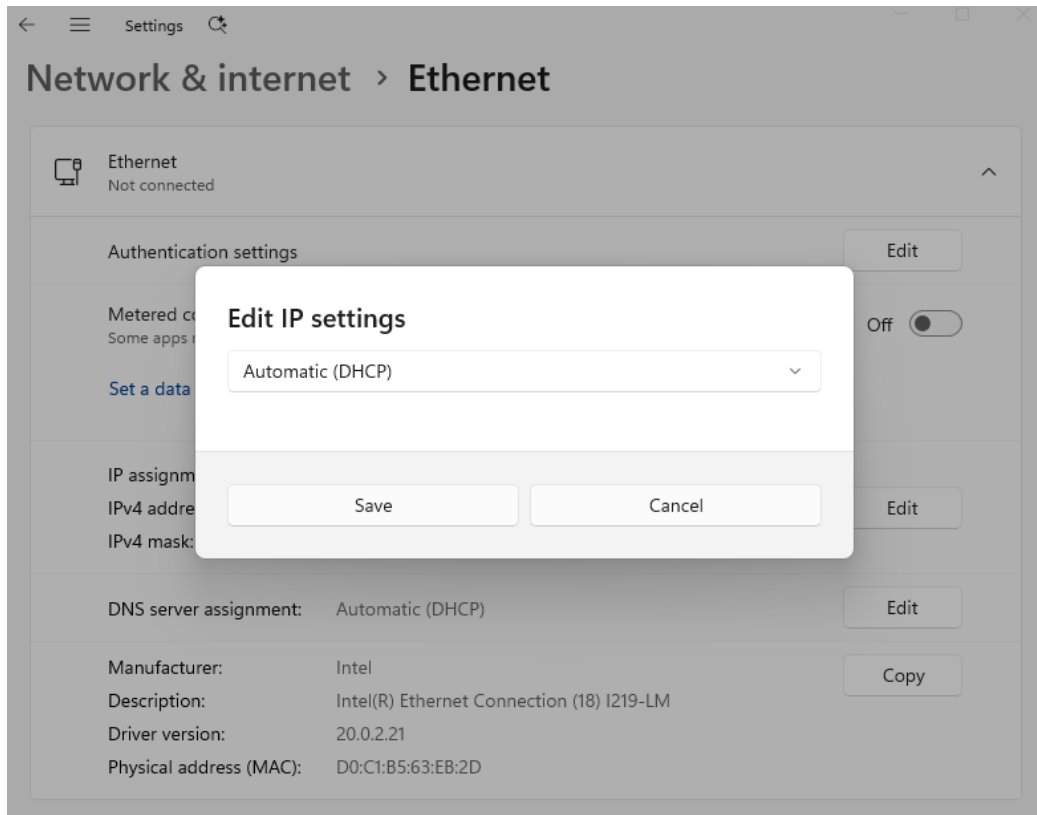 Settings
Network & internet > Ethernet
Ethernet
Not connected
Authentication settings
Edit
Metered
Off
Some apps
Set a data
Edit IP settings
Automatic (DHCP)
Save
Cancel
IP
IPv4
Edit
IPv4 mask:
DNS server assignment:
Automatic (DHCP)
Edit
Manufacturer:
Intel
Copy
Description:
Intel(R) Ethernet Connection (18) I219-LM
Driver version:
20.0.2.21
Physical address (MAC):
D0:C1:B5:63:EB:2D